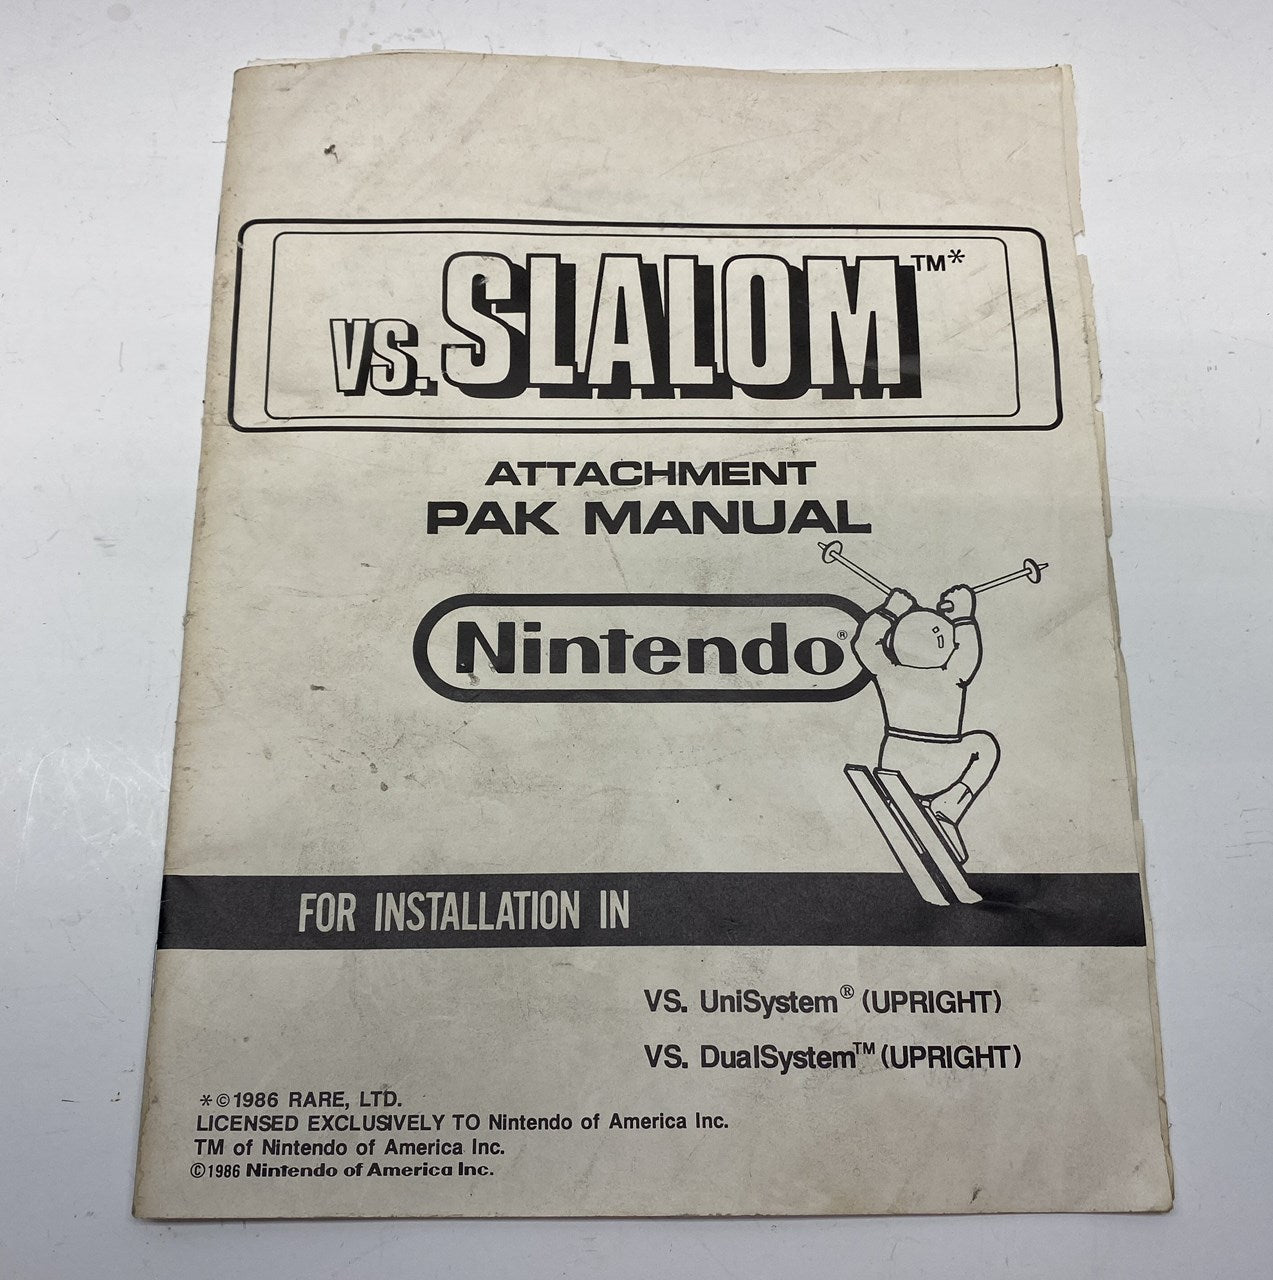 VS. SLALOM™*
ATTACHMENT
PAK MANUAL
Nintendo®
FOR INSTALLATION IN
VS. UniSystem® (UPRIGHT)
VS. DualSystem™ (UPRIGHT)
*©1986 RARE, LTD.
LICENSED EXCLUSIVELY TO Nintendo of America Inc.
TM of Nintendo of America Inc.
©1986 Nintendo of America Inc.